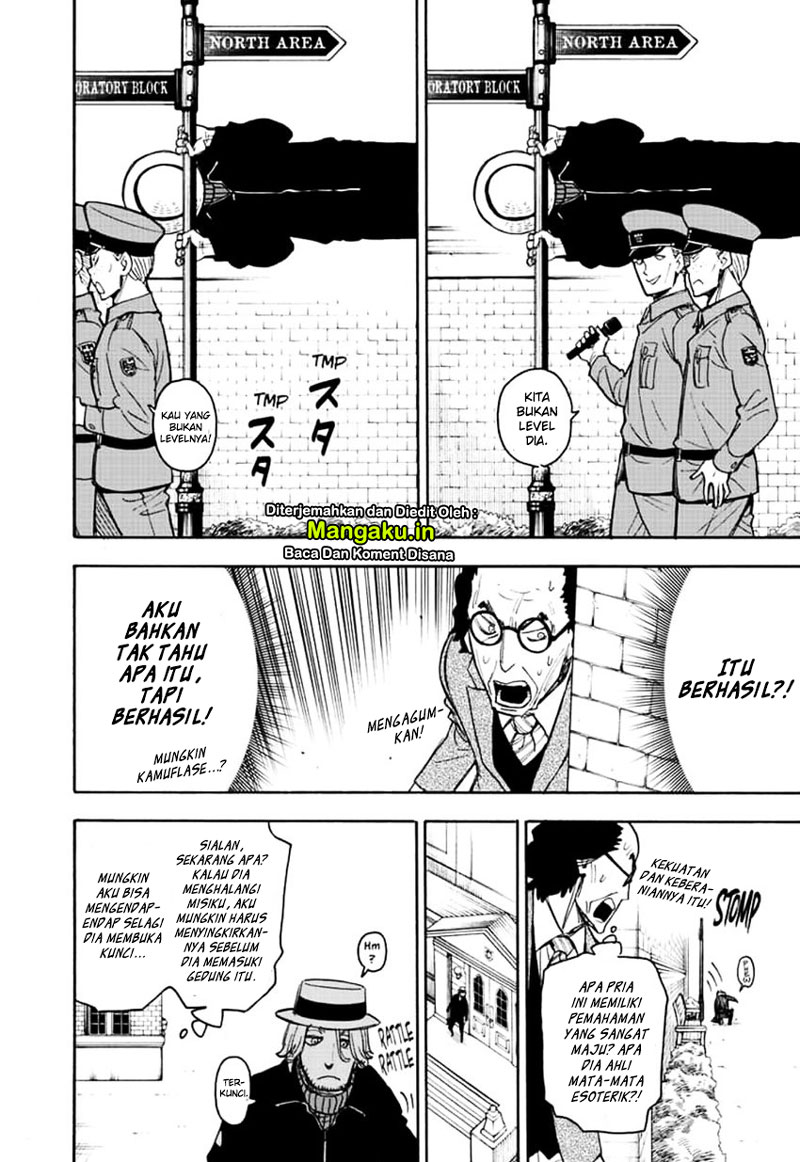 NORTH AREA
ORATORY BLOCK
NORTH AREA
ORATORY BLOCK
KITA
BUKAN
LEVEL
DIA.
TMP
TMP
スタ
スタ
KAU YANG
BUKAN
LEVELNYA!
Diterjemahkan dan Diedit Oleh :
Mangaku.in
Baca Dan Koment Disana
ITU
BERHASIL?!
MENGAGUM-
KAN!
AKU
BAHKAN
TAK TAHU
APA ITU,
TAPI
BERHASIL!
MUNGKIN
KAMUFLASE...?
KEKUATAN
DAN KEBERA-
NIANNYA ITU!
STOMP
PHEW
APA PRIA
INI MEMILIKI
PEMAHAMAN
YANG SANGAT
MAJU? APA
DIA AHLI
MATA-MATA
ESOTERIK?!
SIALAN,
SEKARANG APA?
KALAU DIA
MENGHALANGI
MISIKU, AKU
MUNGKIN HARUS
MENYINGKIRKAN-
NYA SEBELUM
DIA MEMASUKI
GEDUNG ITU.
MUNGKIN
AKU BISA
MENGENDAP-
ENDAP SELAGI
DIA MEMBUKA
KUNCI...
Hm
?
RATTLE
RATTLE
TER-
KUNCI.